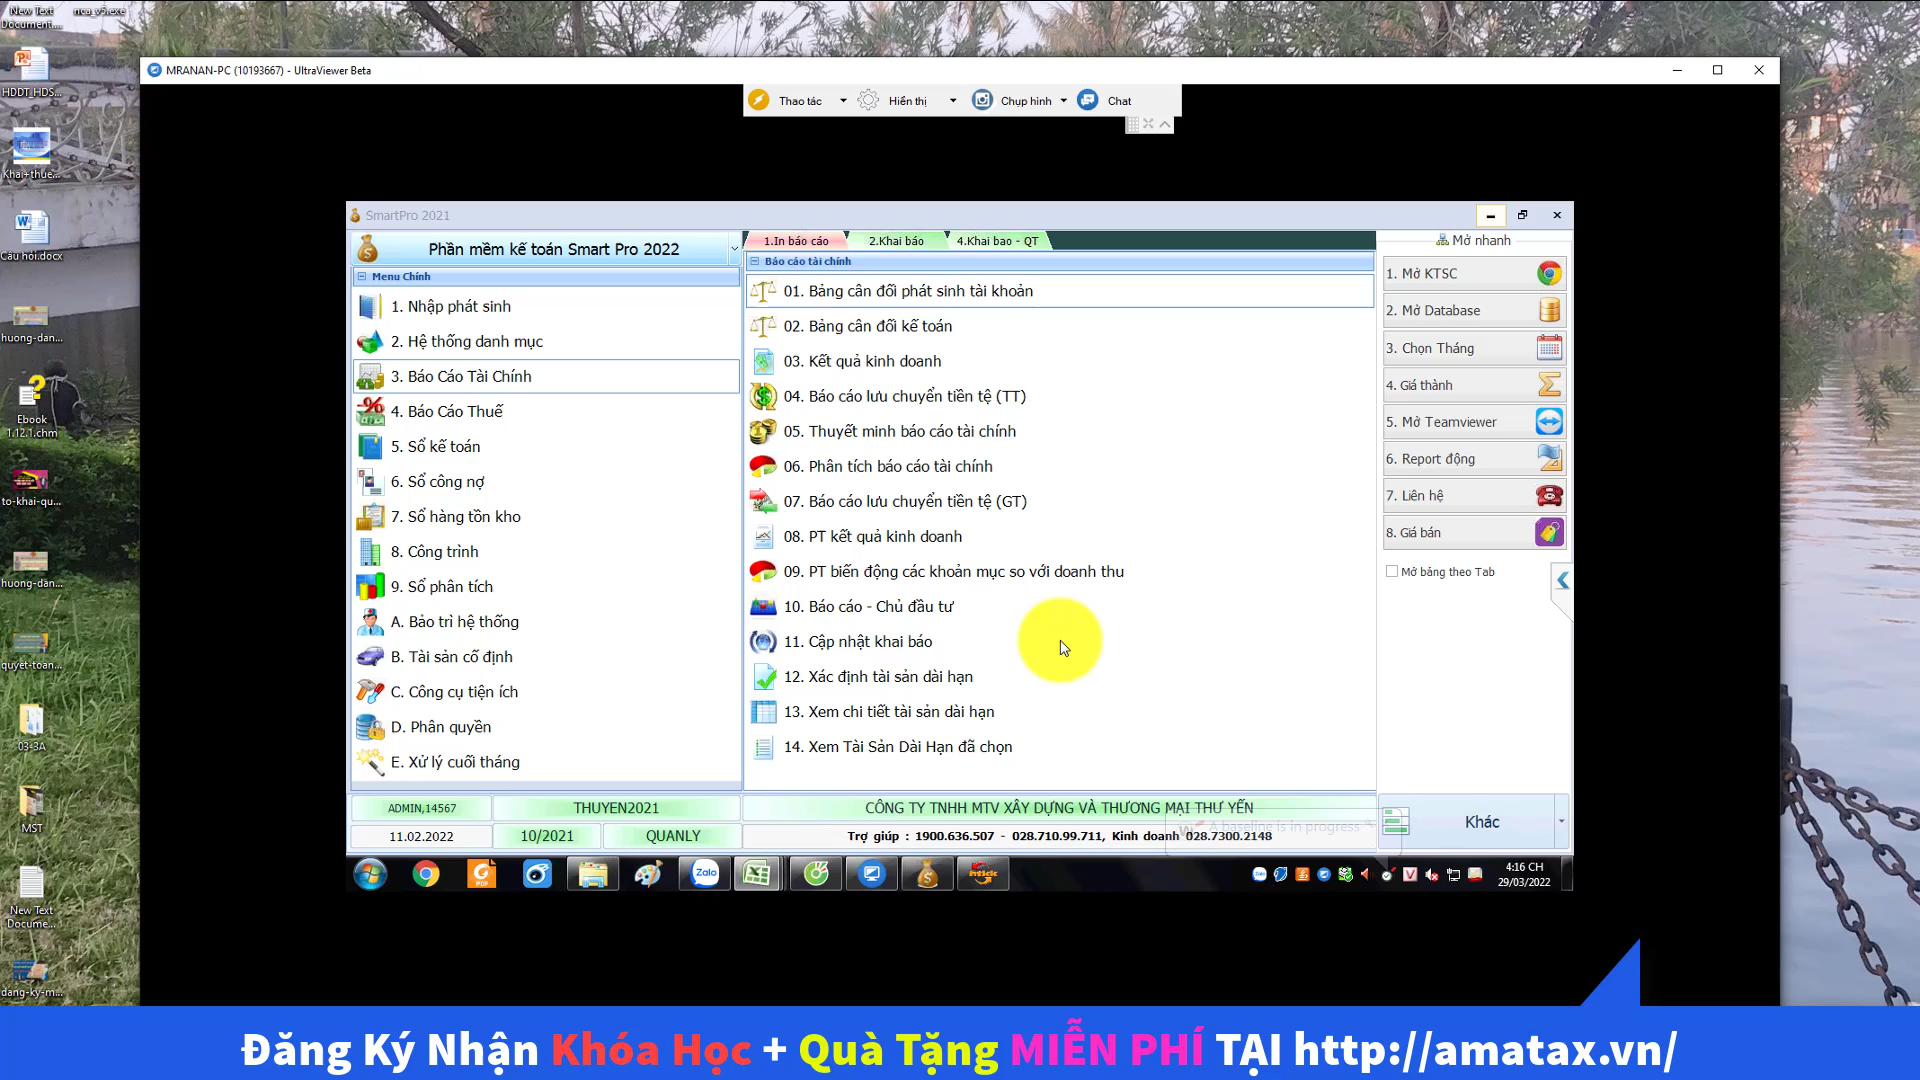 New Text
Document....
nca_v5.exe
HDDT_HDS...
Khai+thue...
Câu hỏi.docx
huong-dan...
Ebook
1.12.1.chm
to-khai-qu...
huong-dan...
quyet-toan...
03-3A
MST
New Text
Docume...
dang-ky-m...
MRANAN-PC (10193667) - UltraViewer Beta
Thao tác
Hiển thị
Chụp hình
Chat
SmartPro 2021
Phần mềm kế toán Smart Pro 2022
Menu Chính
1. Nhập phát sinh
2. Hệ thống danh mục
3. Báo Cáo Tài Chính
4. Báo Cáo Thuế
5. Sổ kế toán
6. Sổ công nợ
7. Sổ hàng tồn kho
8. Công trình
9. Sổ phân tích
A. Bảo trì hệ thống
B. Tài sản cố định
C. Công cụ tiện ích
D. Phân quyền
E. Xử lý cuối tháng
1.In báo cáo
2.Khai báo
4.Khai bao - QT
Báo cáo tài chính
01. Bảng cân đối phát sinh tài khoản
02. Bảng cân đối kế toán
03. Kết quả kinh doanh
04. Báo cáo lưu chuyển tiền tệ (TT)
05. Thuyết minh báo cáo tài chính
06. Phân tích báo cáo tài chính
07. Báo cáo lưu chuyển tiền tệ (GT)
08. PT kết quả kinh doanh
09. PT biến động các khoản mục so với doanh thu
10. Báo cáo - Chủ đầu tư
11. Cập nhật khai báo
12. Xác định tài sản dài hạn
13. Xem chi tiết tài sản dài hạn
14. Xem Tài Sản Dài Hạn đã chọn
Mở nhanh
1. Mở KTSC
2. Mở Database
3. Chọn Tháng
4. Giá thành
5. Mở Teamviewer
6. Report động
7. Liên hệ
8. Giá bán
Mở bảng theo Tab
ADMIN,14567
THUYEN2021
CÔNG TY TNHH MTV XÂY DỰNG VÀ THƯƠNG MẠI THƯ YẾN
11.02.2022
10/2021
QUANLY
Trợ giúp : 1900.636.507 - 028.710.99.711, Kinh doanh 028.7300.2148
A baseline is in progress
Khác
PDF
Zalo
4:16 CH
29/03/2022
Đăng Ký Nhận Khóa Học + Quà Tặng MIỄN PHÍ TẠI http://amatax.vn/